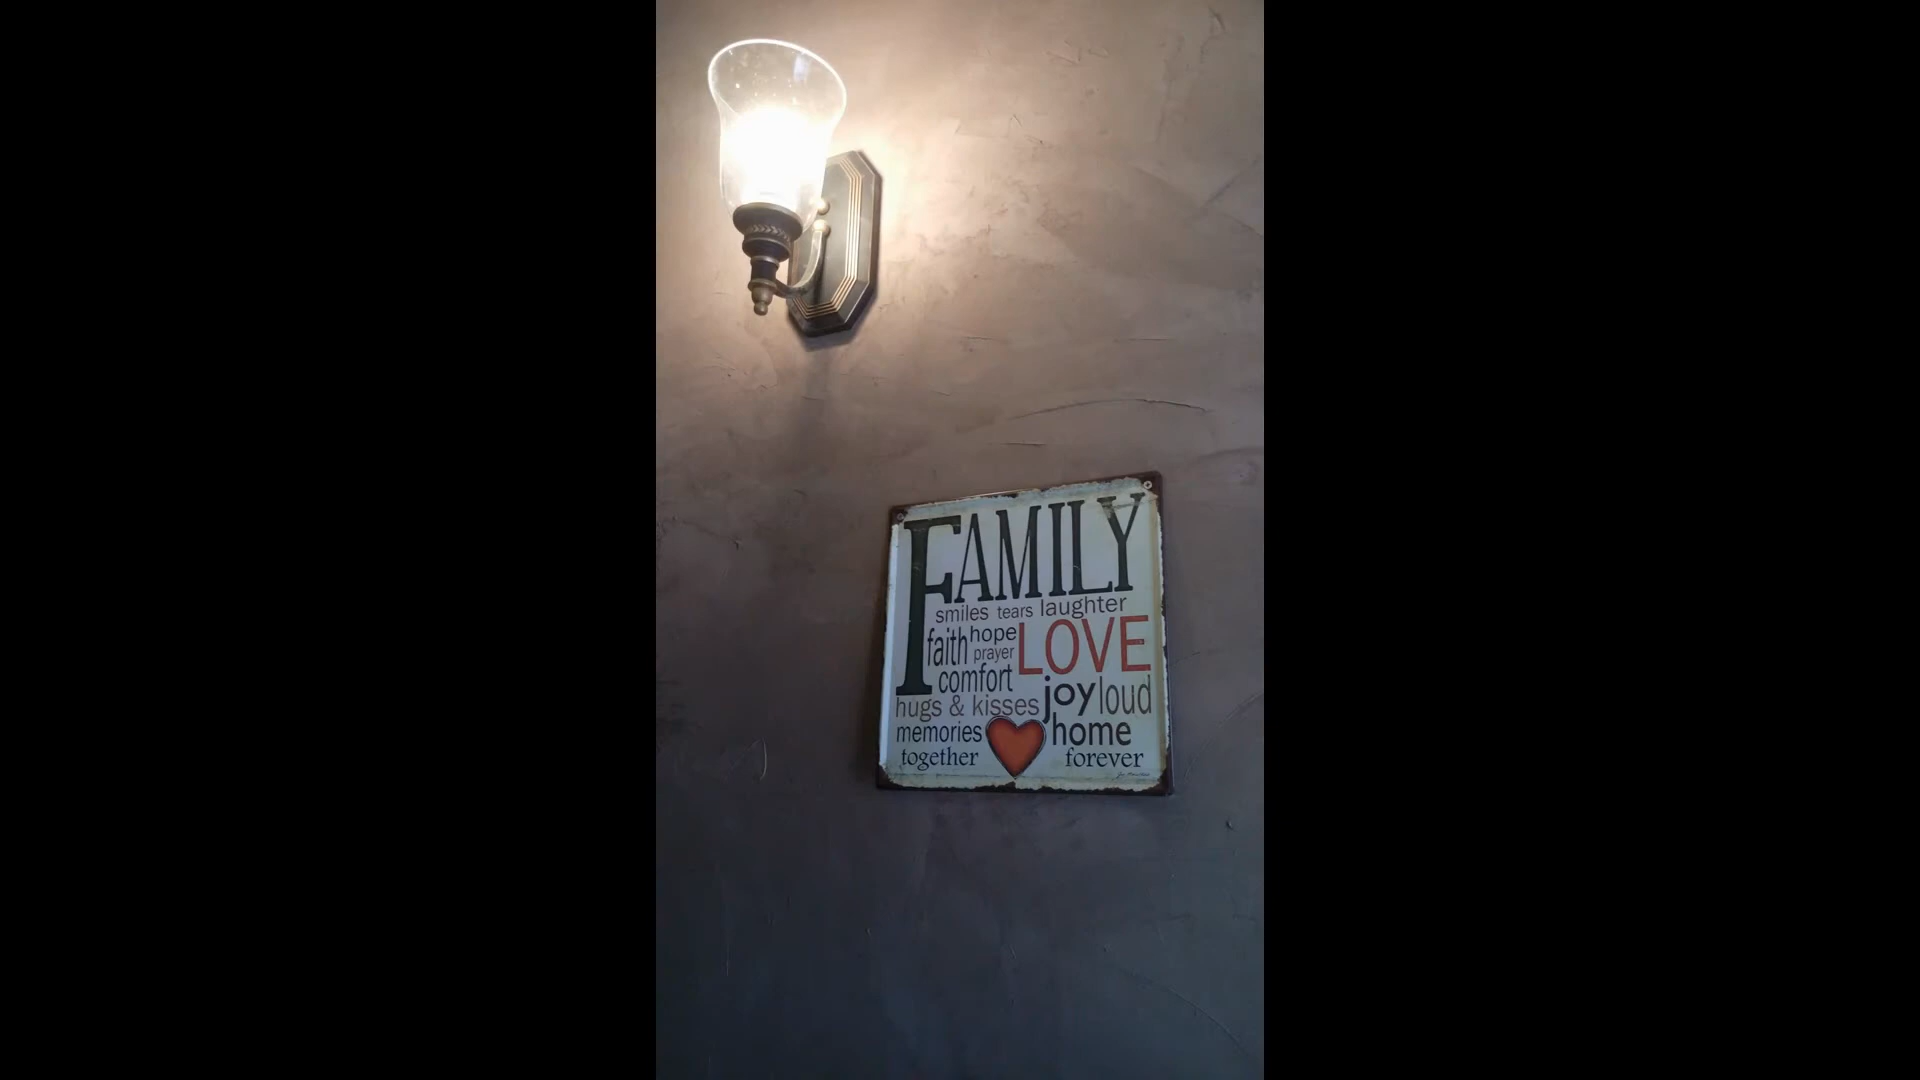 FAMILY
smiles tears laughter
faith hope LOVE
prayer
comfort joy loud
hugs & kisses
memories home
together forever